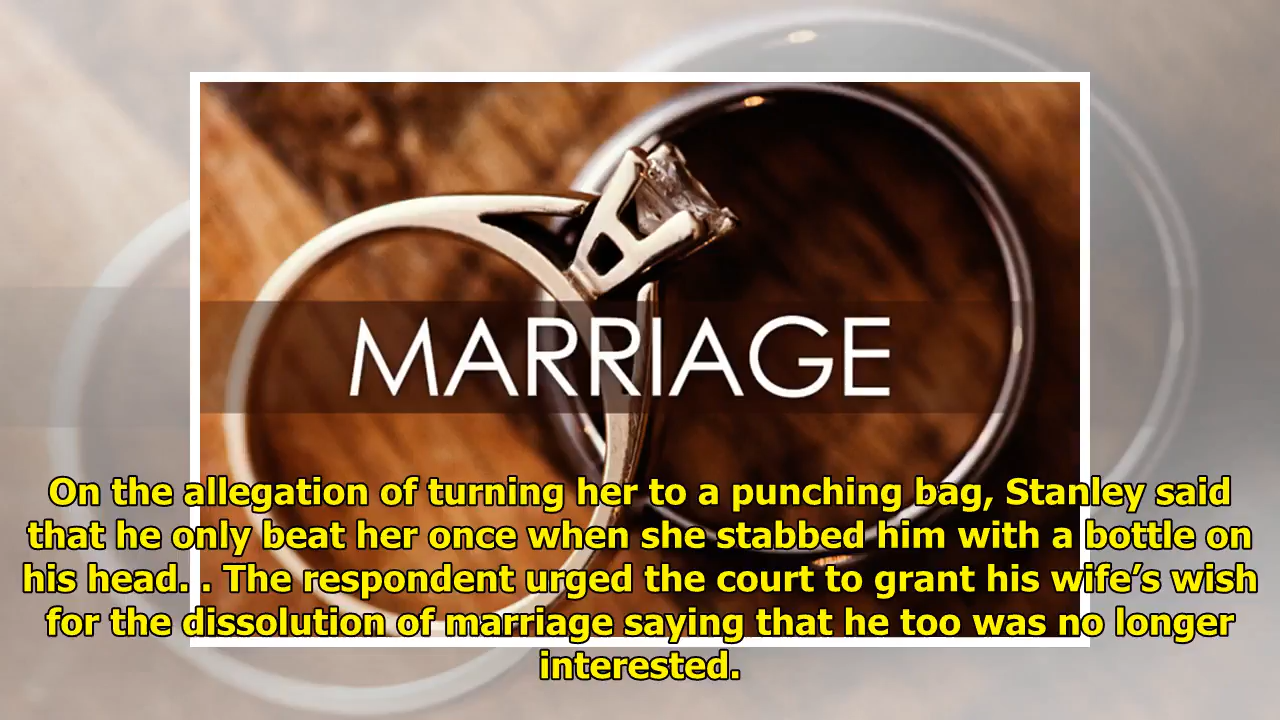 MARRIAGE
On the allegation of turning her to a punching bag, Stanley said
that he only beat her once when she stabbed him with a bottle on
his head. . The respondent urged the court to grant his wife’s wish
for the dissolution of marriage saying that he too was no longer
interested.